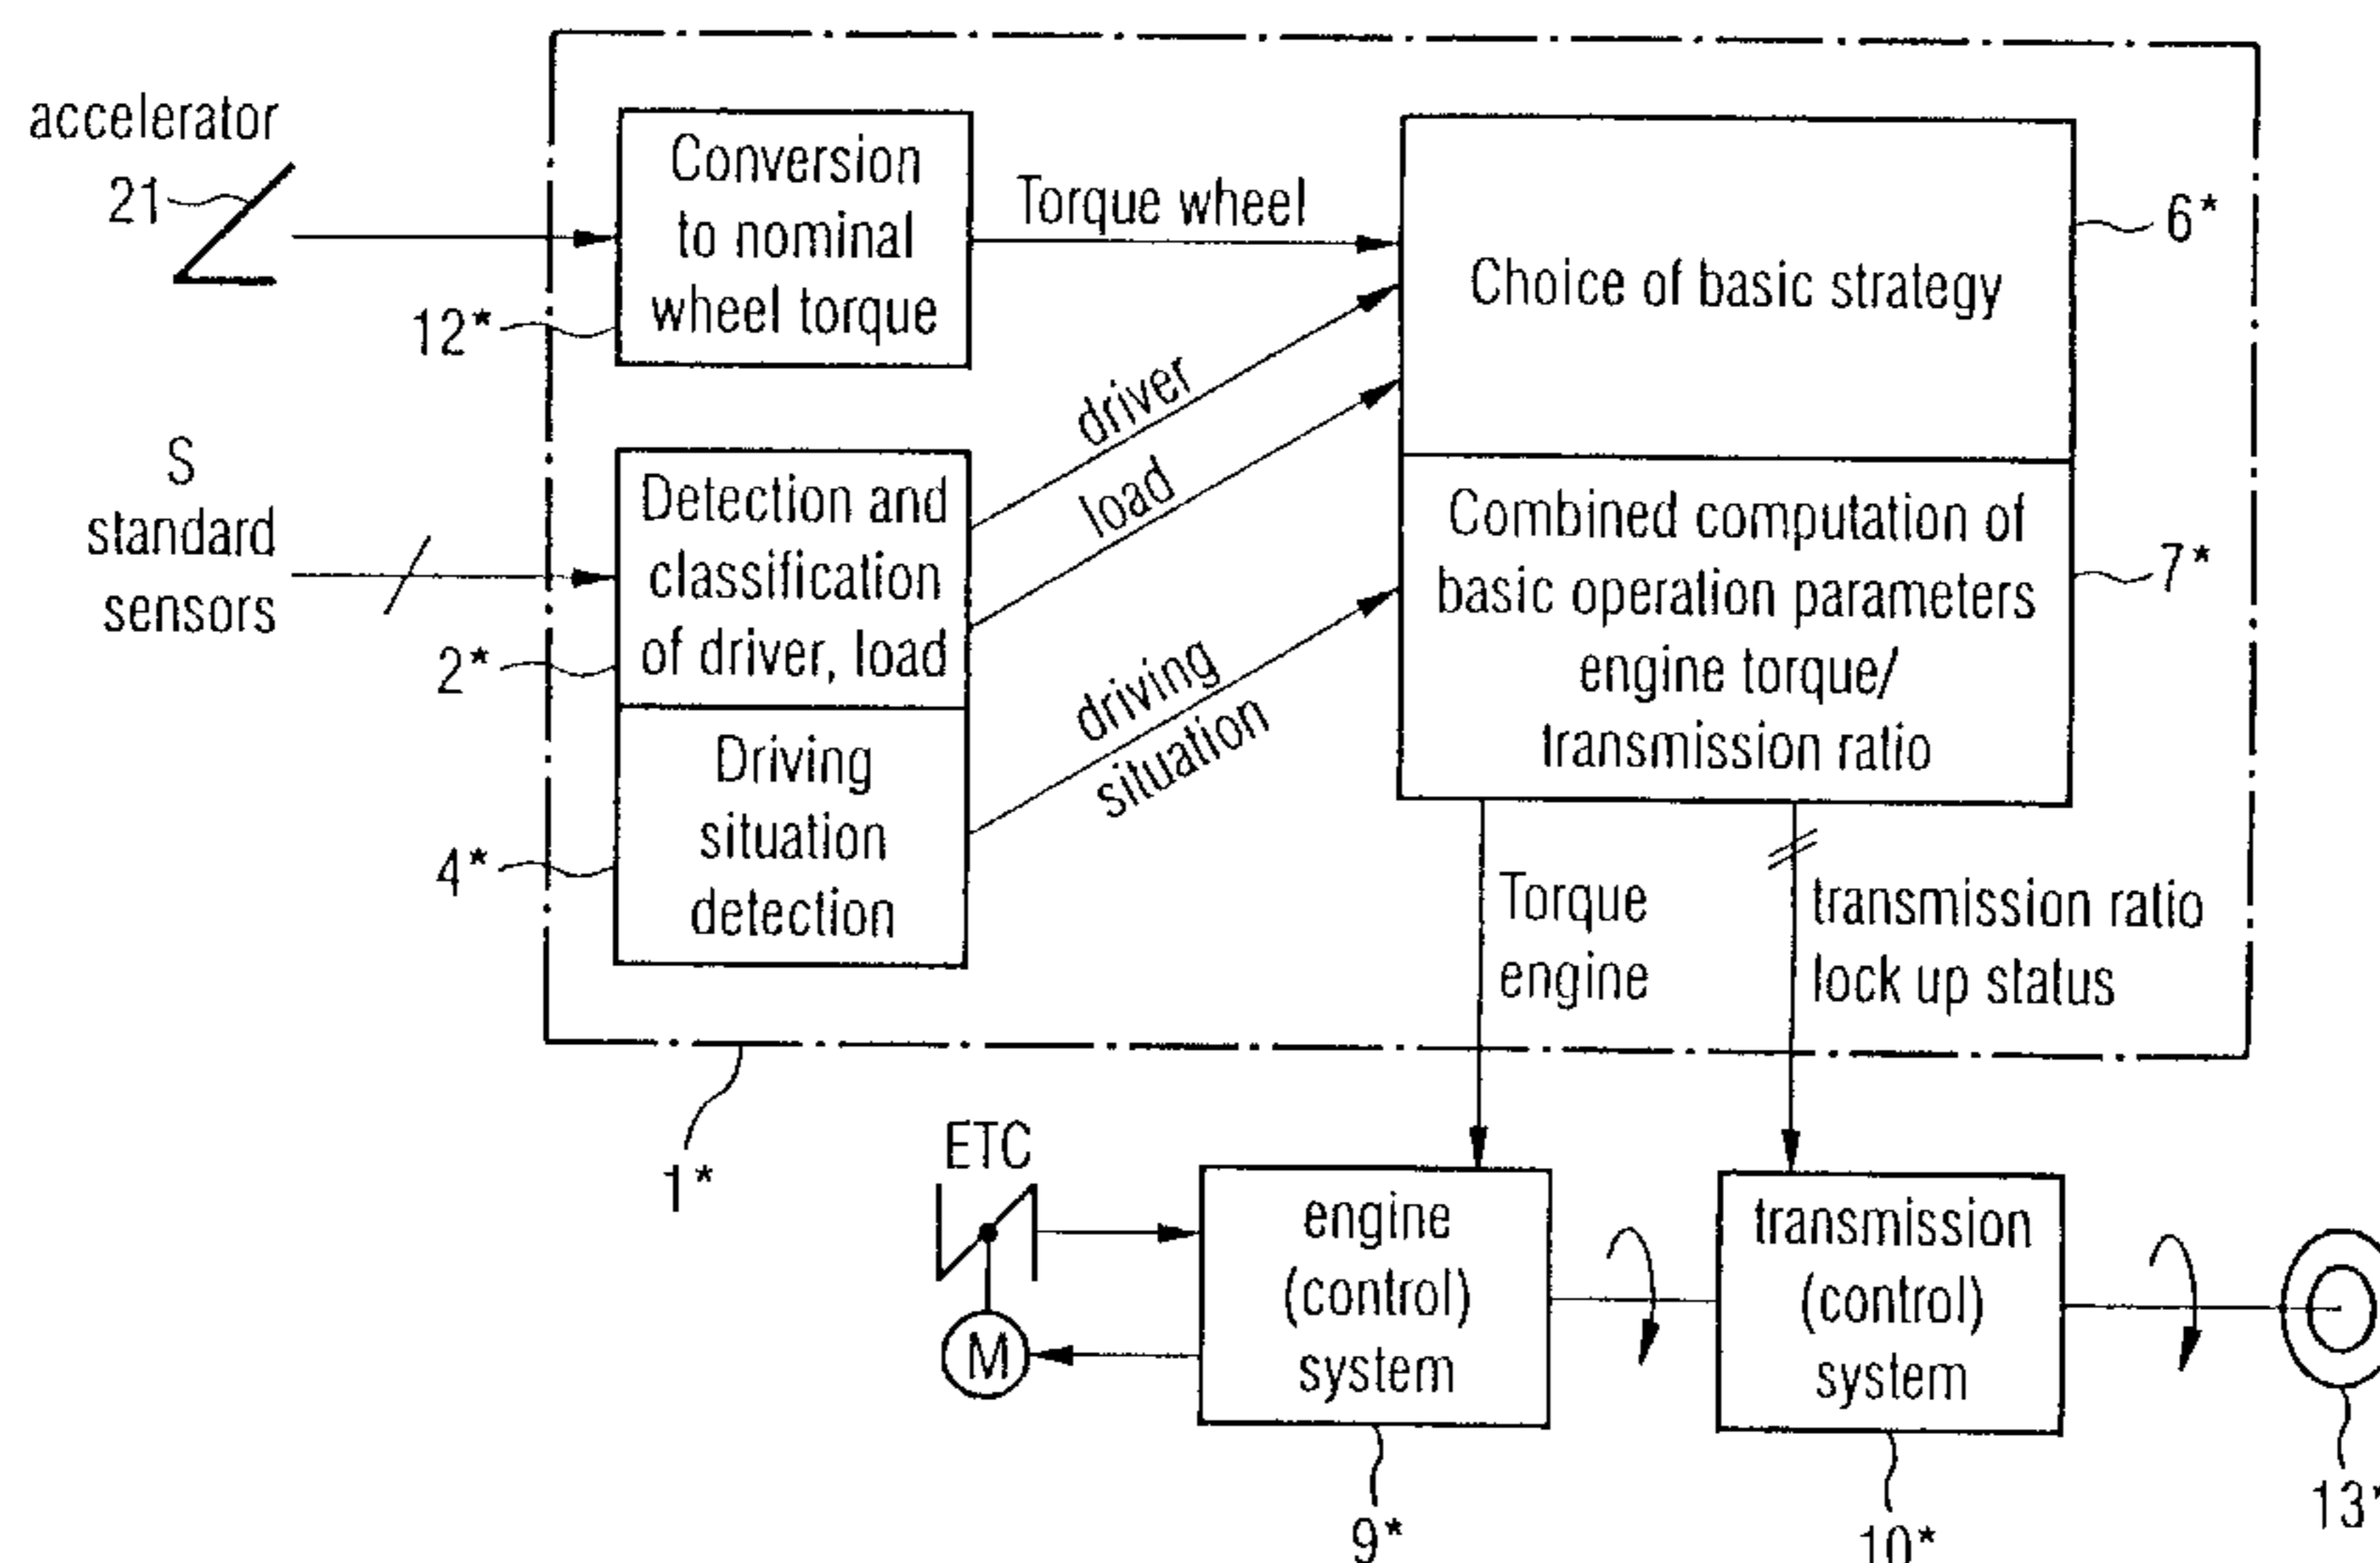 accelerator
21
12*
Conversion
to nominal
wheel torque
Torque wheel
Choice of basic strategy
6*
S
standard
sensors
2*
Detection and
classification
of driver, load
driver
load
Combined computation of
basic operation parameters
engine torque/
transmission ratio
7*
4*
Driving
situation
detection
driving
situation
Torque
engine
transmission ratio
lock up status
1*
ETC
M
engine
(control)
system
transmission
(control)
system
9*
10*
13*